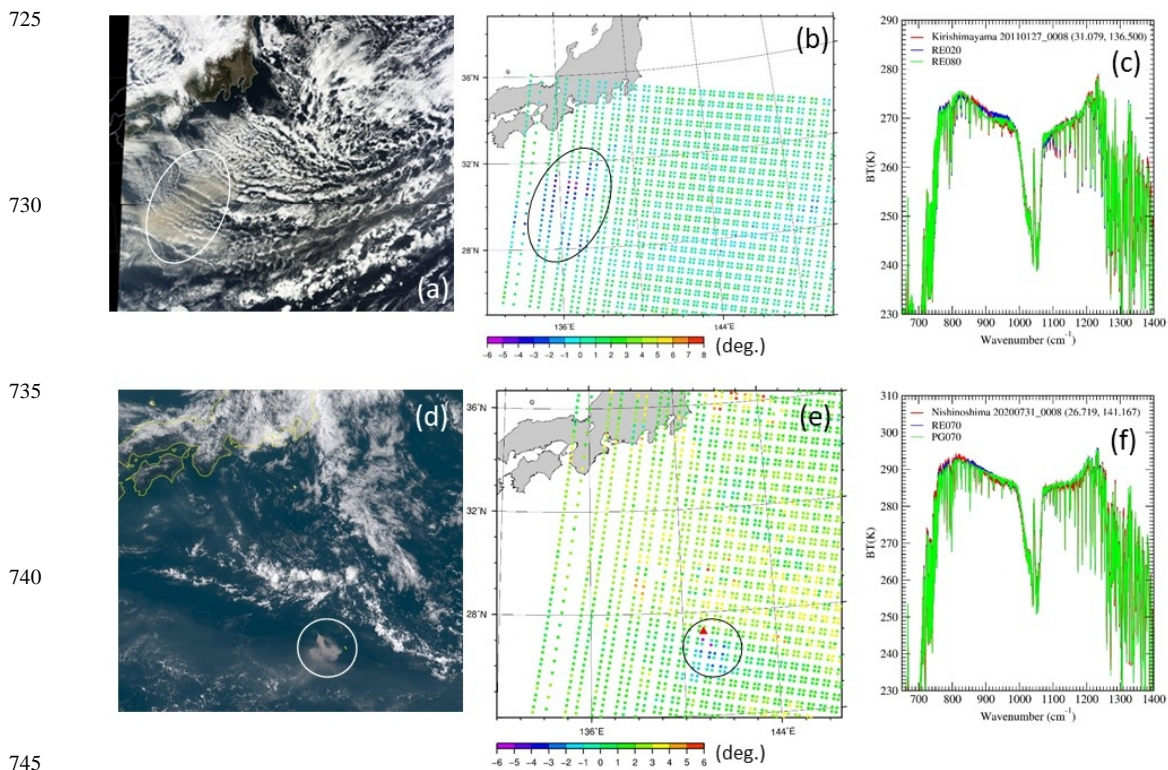 725
730
735
740
745
(a)
(b)
36°N
32°N
28°N
136°E
144°E
-6 -5 -4 -3 -2 -1 0 1 2 3 4 5 6 7 8
(deg.)
(c)
Kirishimayama 20110127_0008 (31.079, 136.500)
RE020
RE080
290
280
270
260
250
240
230
BT(K)
700 800 900 1000 1100 1200 1300 1400
Wavenumber (cm⁻¹)
(d)
(e)
36°N
32°N
28°N
136°E
144°E
-6 -5 -4 -3 -2 -1 0 1 2 3 4 5 6
(deg.)
(f)
Nishinoshima 20200731_0008 (26.719, 141.167)
RE070
PG070
310
300
290
280
270
260
250
240
230
BT(K)
700 800 900 1000 1100 1200 1300 1400
Wavenumber (cm⁻¹)